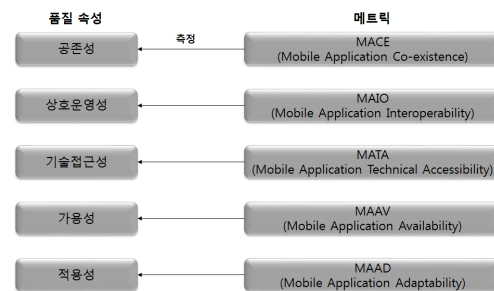 품질 속성
메트릭
공존성
측정
MACE
(Mobile Application Co-existence)
상호운영성
MAIO
(Mobile Application Interoperability)
기술접근성
MATA
(Mobile Application Technical Accessibility)
가용성
MAAV
(Mobile Application Availability)
적용성
MAAD
(Mobile Application Adaptability)